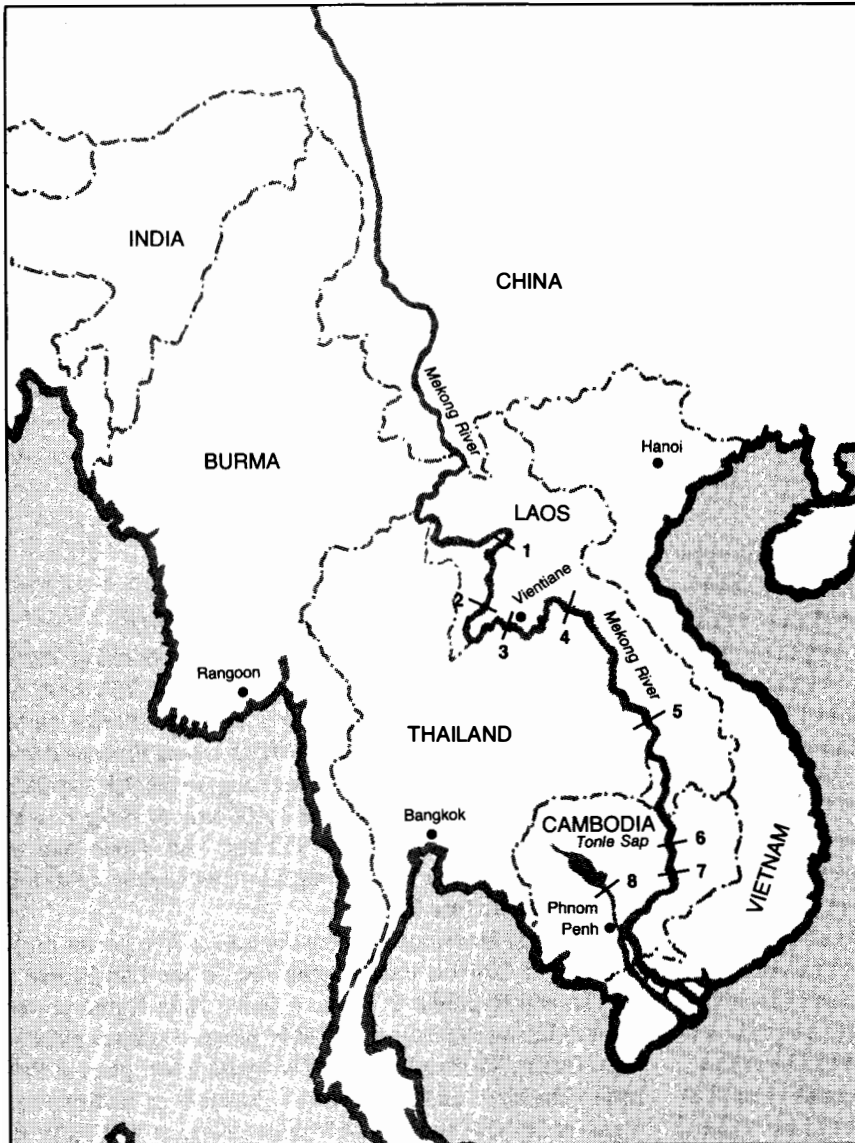 INDIA
CHINA
Mekong River
Hanoi
BURMA
LAOS
1
Vientiane
2
3
4
Mekong River
Rangoon
5
THAILAND
Bangkok
CAMBODIA
Tonle Sap
6
7
8
VIETNAM
Phnom
Penh